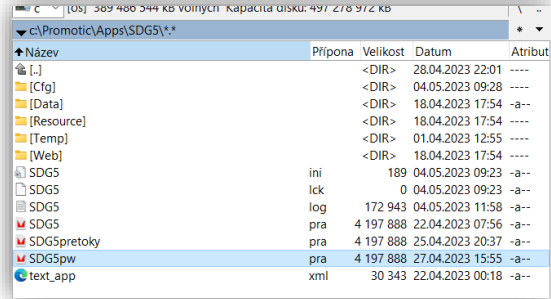 c [os] 389 486 544 kB volných Kapacita disku: 497 278 972 kB \ ..
c:\Promotic\Apps\SDG5\*.* *
Název Přípona Velikost Datum Atribut
[..] <DIR> 28.04.2023 22:01 ----
[Cfg] <DIR> 04.05.2023 09:28 ----
[Data] <DIR> 18.04.2023 17:54 -a--
[Resource] <DIR> 18.04.2023 17:54 ----
[Temp] <DIR> 01.04.2023 12:55 ----
[Web] <DIR> 18.04.2023 17:54 ----
SDG5 ini 189 04.05.2023 09:23 -a--
SDG5 lck 0 04.05.2023 09:23 -a--
SDG5 log 172 943 04.05.2023 11:58 -a--
SDG5 pra 4 197 888 22.04.2023 07:56 -a--
SDG5pretoky pra 4 197 888 25.04.2023 20:37 -a--
SDG5pw pra 4 197 888 27.04.2023 15:55 -a--
text_app xml 30 343 22.04.2023 00:18 -a--